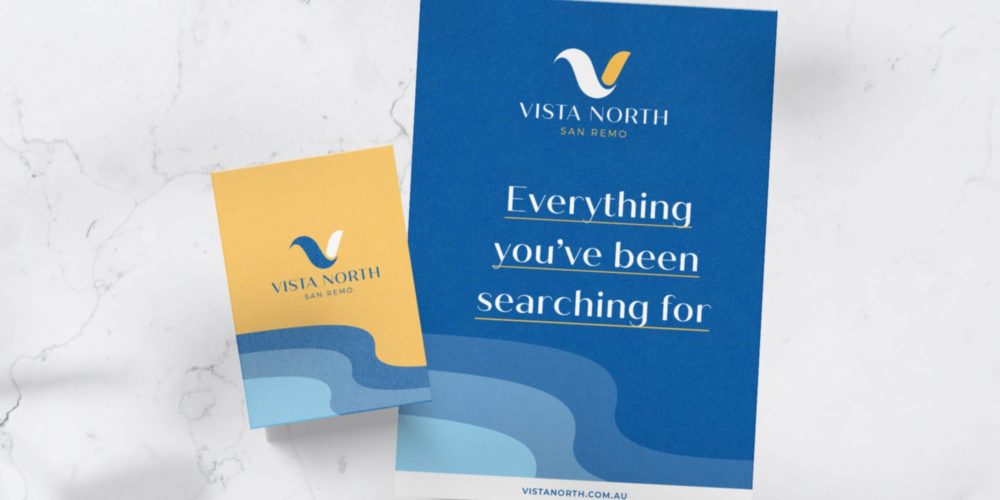 VISTA NORTH
SAN REMO
VISTA NORTH
SAN REMO
Everything
you’ve been
searching for
VISTANORTH.COM.AU